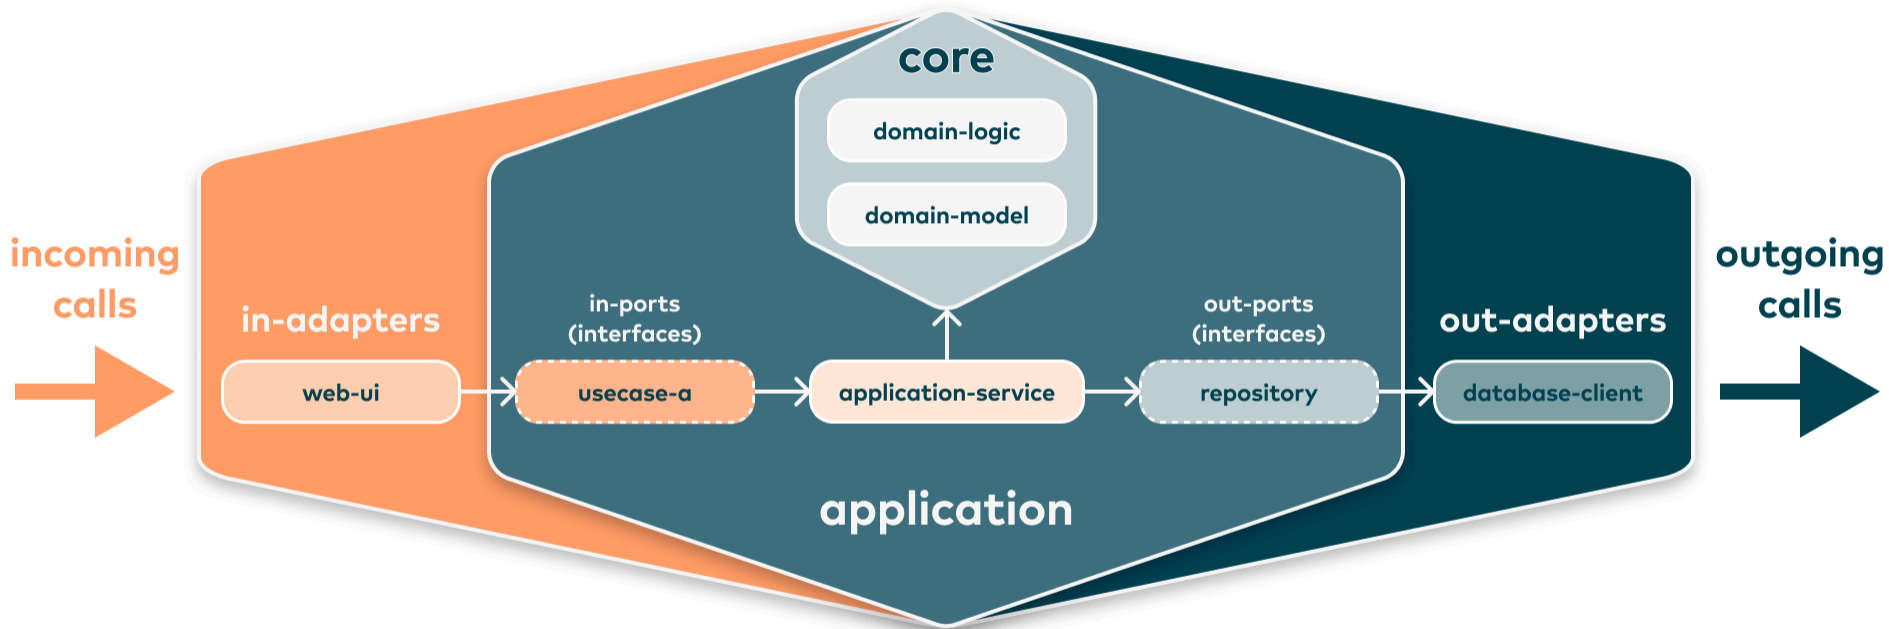 core
domain-logic
domain-model
incoming
calls
in-adapters
web-ui
in-ports
(interfaces)
usecase-a
application-service
out-ports
(interfaces)
repository
out-adapters
database-client
outgoing
calls
application